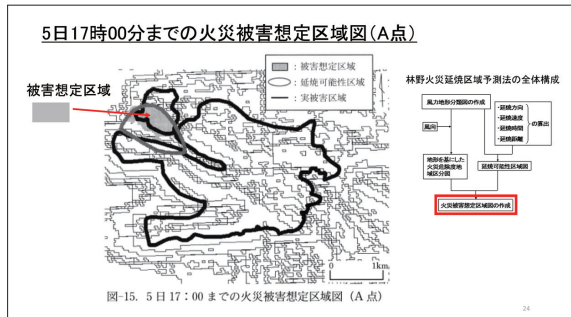 5日17時00分までの火災被害想定区域図(A点)
被害想定区域
：被害想定区域
：延焼可能性区域
：実被害区域
0 1km
図-15. 5日17：00 までの火災被害想定区域図 (A 点)
林野火災延焼区域予測法の全体構成
風力地形分類図の作成
風向
・延焼方向
・延焼速度
・延焼時間
・延焼距離
の算出
地形を基にした
火災危険度地
域区分図
延焼可能性区域図
火災被害想定区域図の作成
24